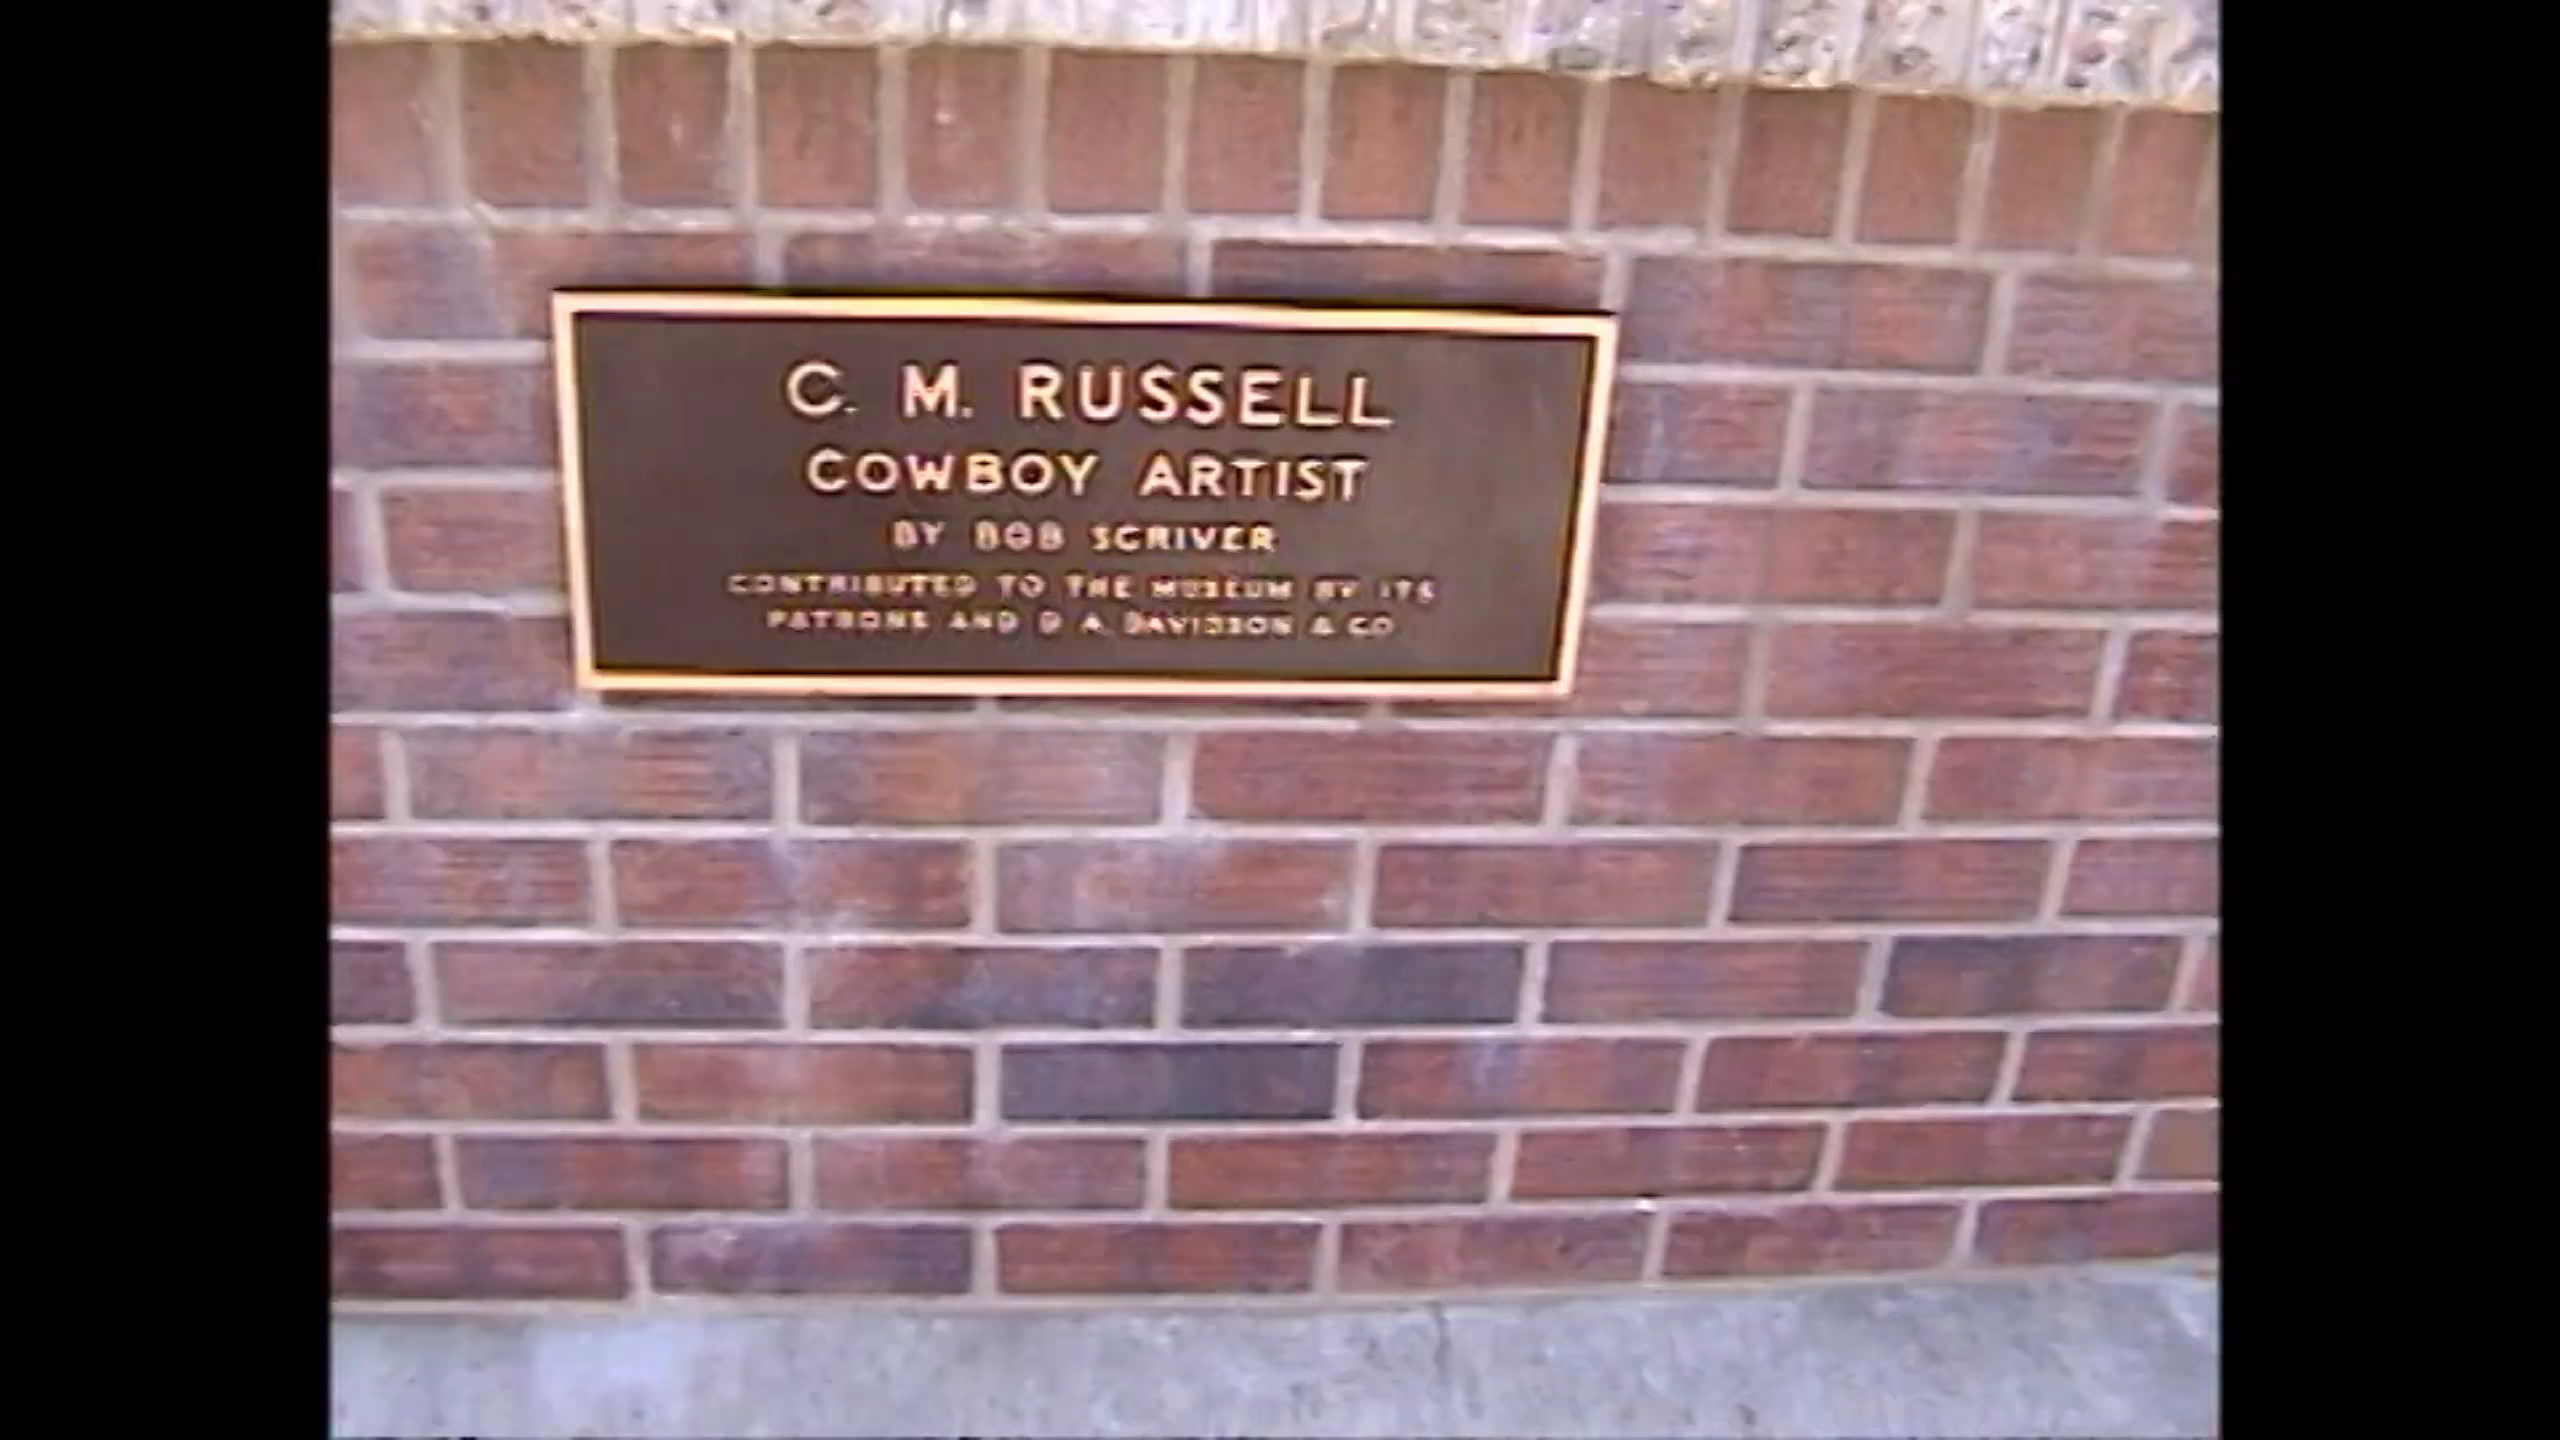 C. M. RUSSELL
COWBOY ARTIST
BY BOB SCRIVER
CONTRIBUTED TO THE MUSEUM BY ITS
PATRONS AND D. A. DAVIDSON & CO